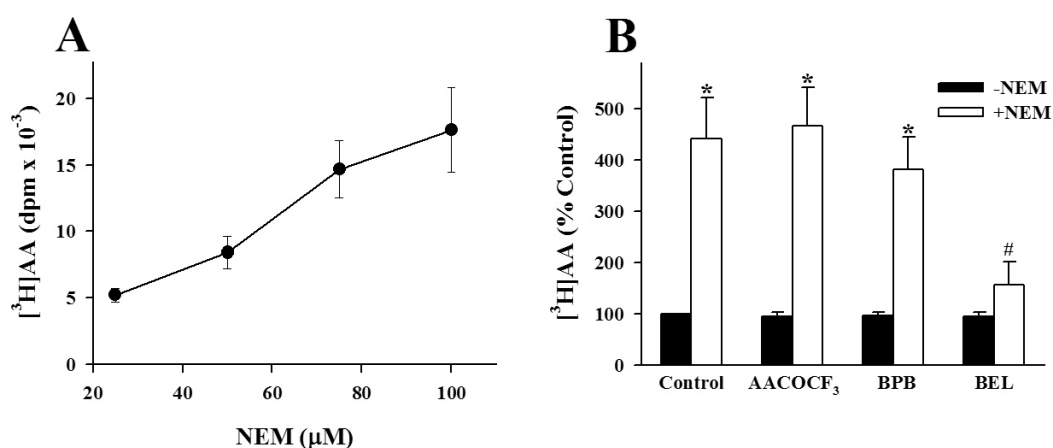 A
[³H]AA (dpm x 10⁻³)
20
15
10
5
0
20 40 60 80 100
NEM (µM)
B
-NEM
+NEM
[³H]AA (% Control)
500
400
300
200
100
0
* * * #
Control AACOCF₃ BPB BEL